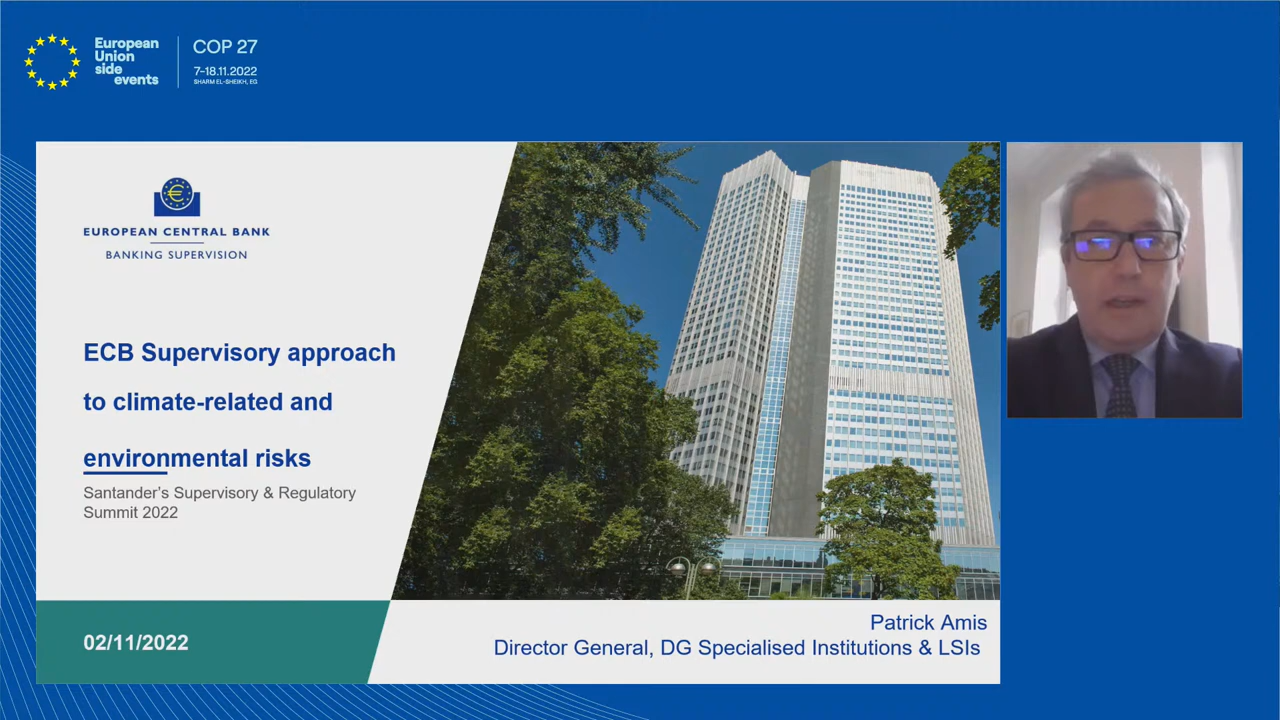 European
Union
side
events
COP 27
7-18.11.2022
SHARM EL-SHEIKH, EG
EUROPEAN CENTRAL BANK
BANKING SUPERVISION
ECB Supervisory approach
to climate-related and
environmental risks
Santander's Supervisory & Regulatory
Summit 2022
02/11/2022
Patrick Amis
Director General, DG Specialised Institutions & LSIs